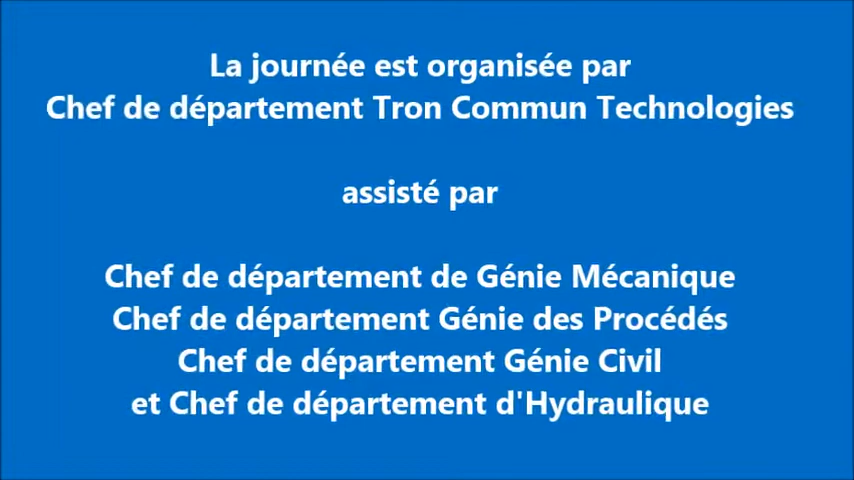 La journée est organisée par
Chef de département Tron Commun Technologies
assisté par
Chef de département de Génie Mécanique
Chef de département Génie des Procédés
Chef de département Génie Civil
et Chef de département d'Hydraulique